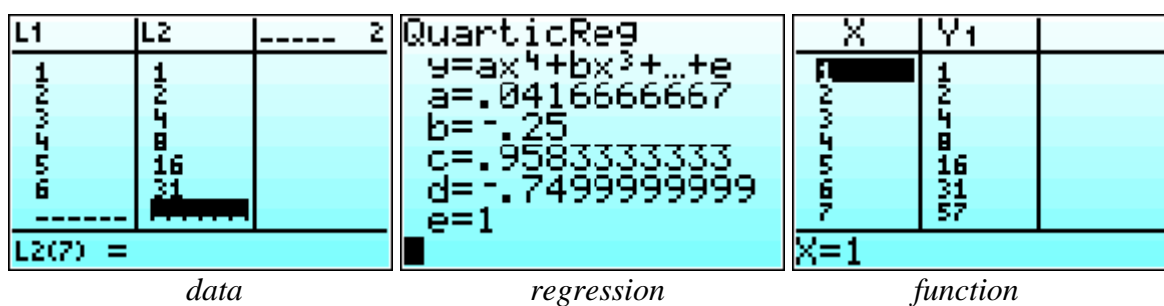 L1 L2 ------ 2
1 1
2 2
3 4
4 8
5 16
6 31
------
L2(7) =
data
QuarticReg
y=ax⁴+bx³+…+e
a=.0416666667
b=-.25
c=.9583333333
d=-.7499999999
e=1
regression
X Y₁
1 1
2 2
3 4
4 8
5 16
6 31
7 57
X=1
function